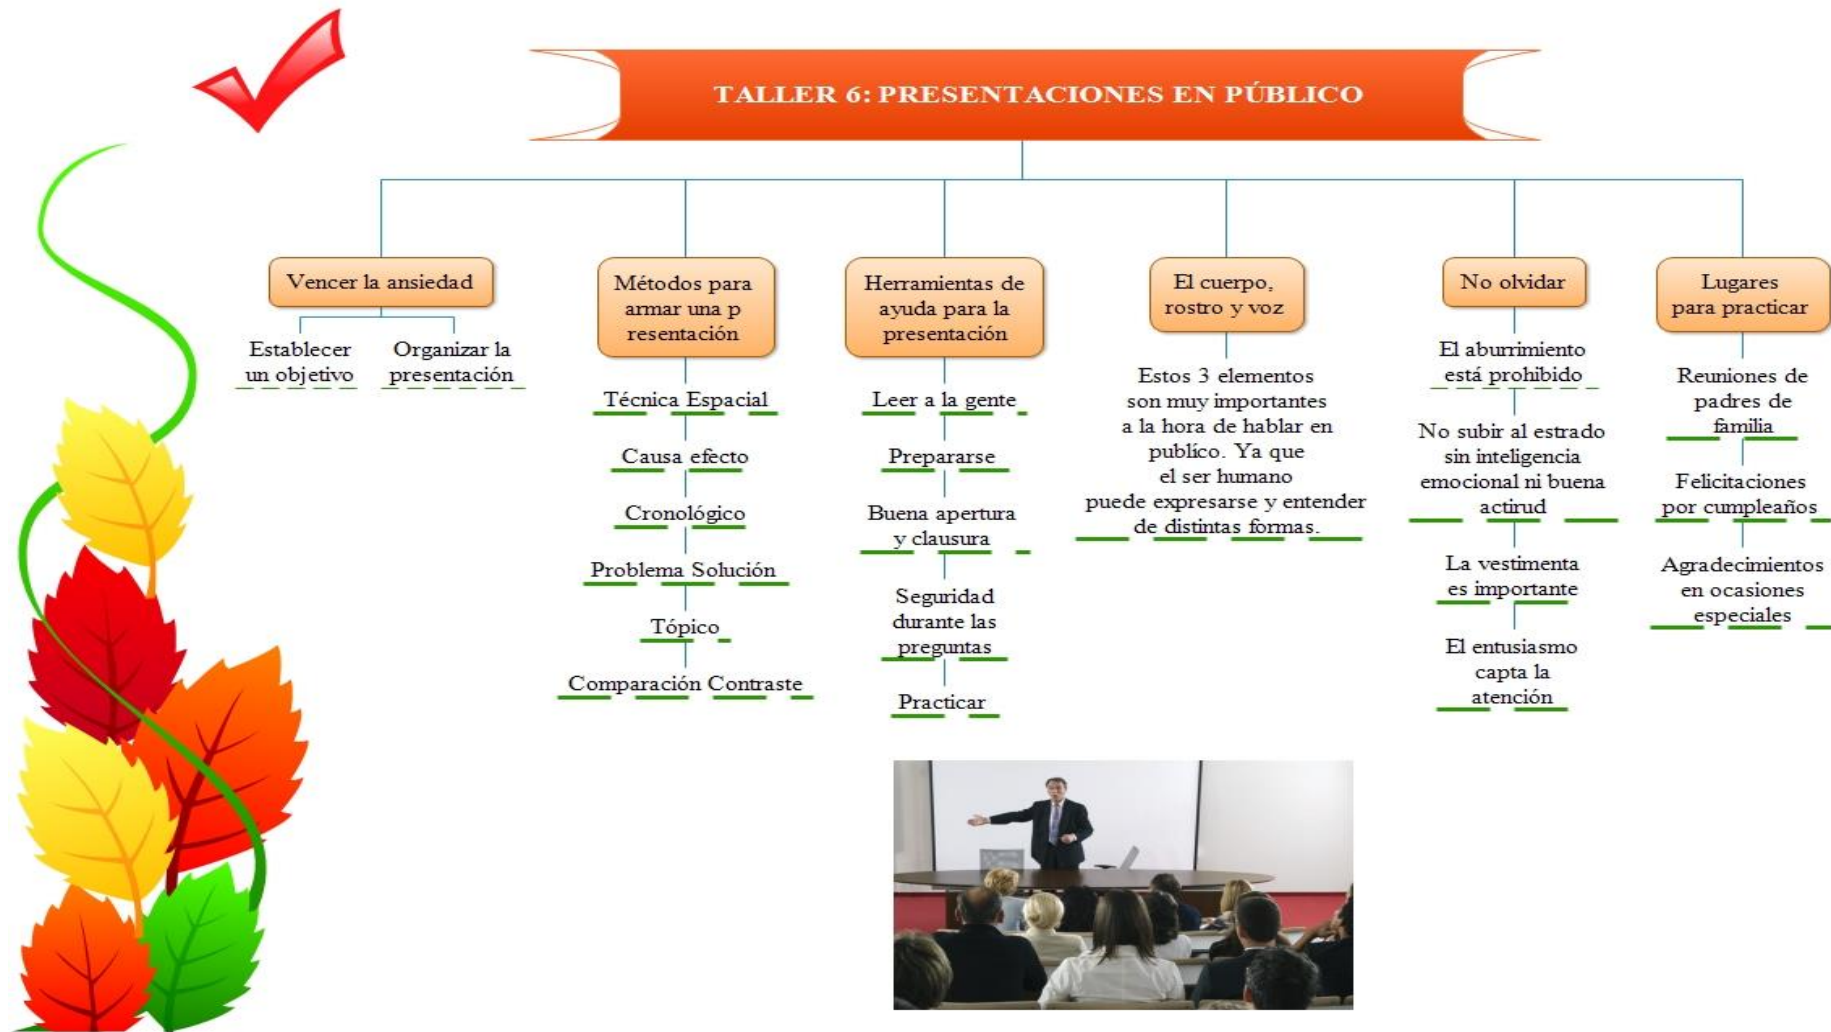 TALLER 6: PRESENTACIONES EN PÚBLICO
Vencer la ansiedad
Establecer
un objetivo
Organizar la
presentación
Métodos para
armar una p
resentación
Técnica Espacial
Causa efecto
Cronológico
Problema Solución
Tópico
Comparación Contraste
Herramientas de
ayuda para la
presentación
Leer a la gente
Prepararse
Buena apertura
y clausura
Seguridad
durante las
preguntas
Practicar
El cuerpo,
rostro y voz
Estos 3 elementos
son muy importantes
a la hora de hablar en
publíco. Ya que
el ser humano
puede expresarse y entender
de distintas formas.
No olvidar
El aburrimiento
está prohibido
No subir al estrado
sin inteligencia
emocional ni buena
actirud
La vestimenta
es importante
El entusiasmo
capta la
atención
Lugares
para practicar
Reuniones de
padres de
familia
Felicitaciones
por cumpleaños
Agradecimientos
en ocasiones
especiales